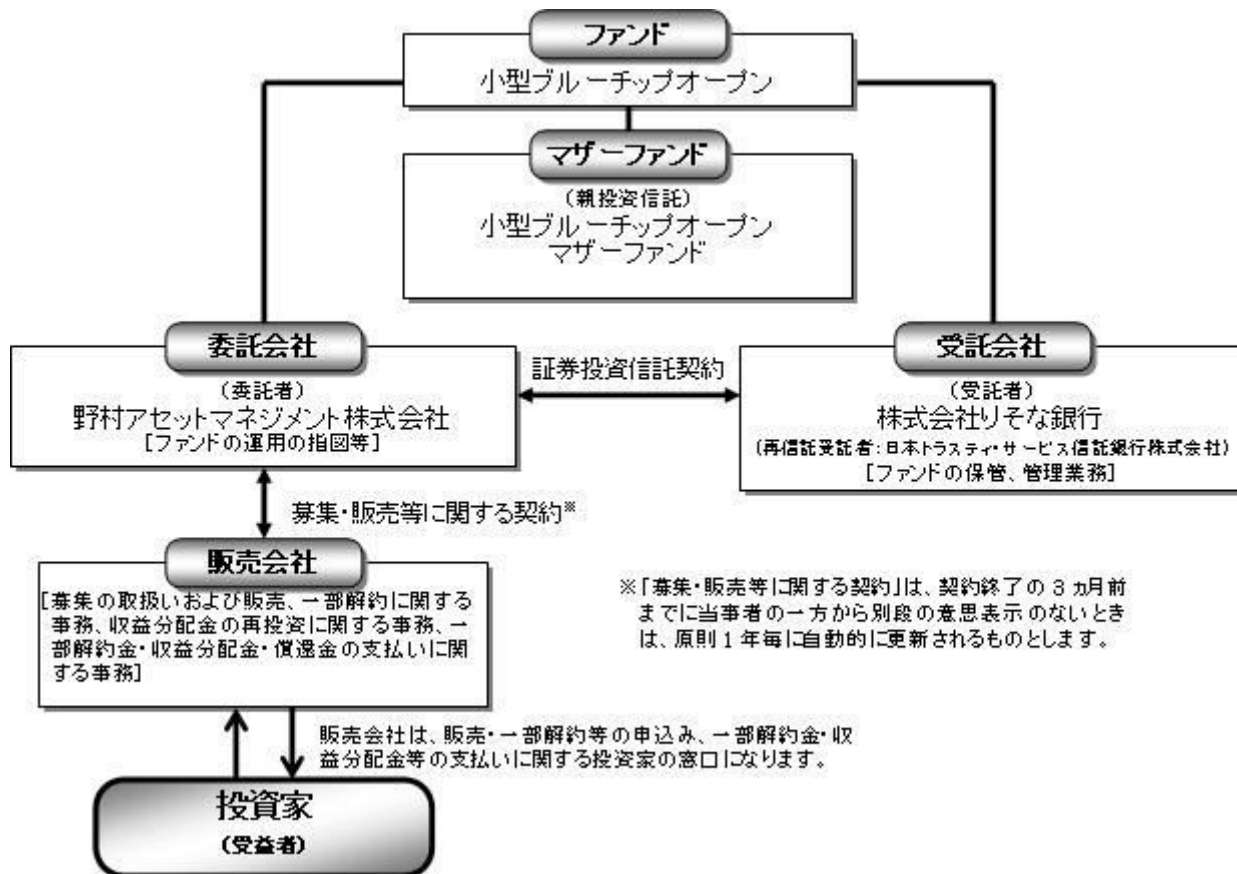 ファンド
小型ブルーチップオープン
マザーファンド
(親投資信託)
小型ブルーチップオープン
マザーファンド
委託会社
(委託者)
野村アセットマネジメント株式会社
[ファンドの運用の指図等]
証券投資信託契約
受託会社
(受託者)
株式会社りそな銀行
(再信託受託者:日本トラスティ・サービス信託銀行株式会社)
[ファンドの保管、管理業務]
募集・販売等に関する契約※
販売会社
[募集の取扱いおよび販売、一部解約に関する
事務、収益分配金の再投資に関する事務、一
部解約金・収益分配金・償還金の支払いに関
する事務]
※「募集・販売等に関する契約」は、契約終了の3ヵ月前
までに当事者の一方から別段の意思表示のないとき
は、原則1年毎に自動的に更新されるものとします。
販売会社は、販売・一部解約等の申込み、一部解約金・収
益分配金等の支払いに関する投資家の窓口になります。
投資家
(受益者)